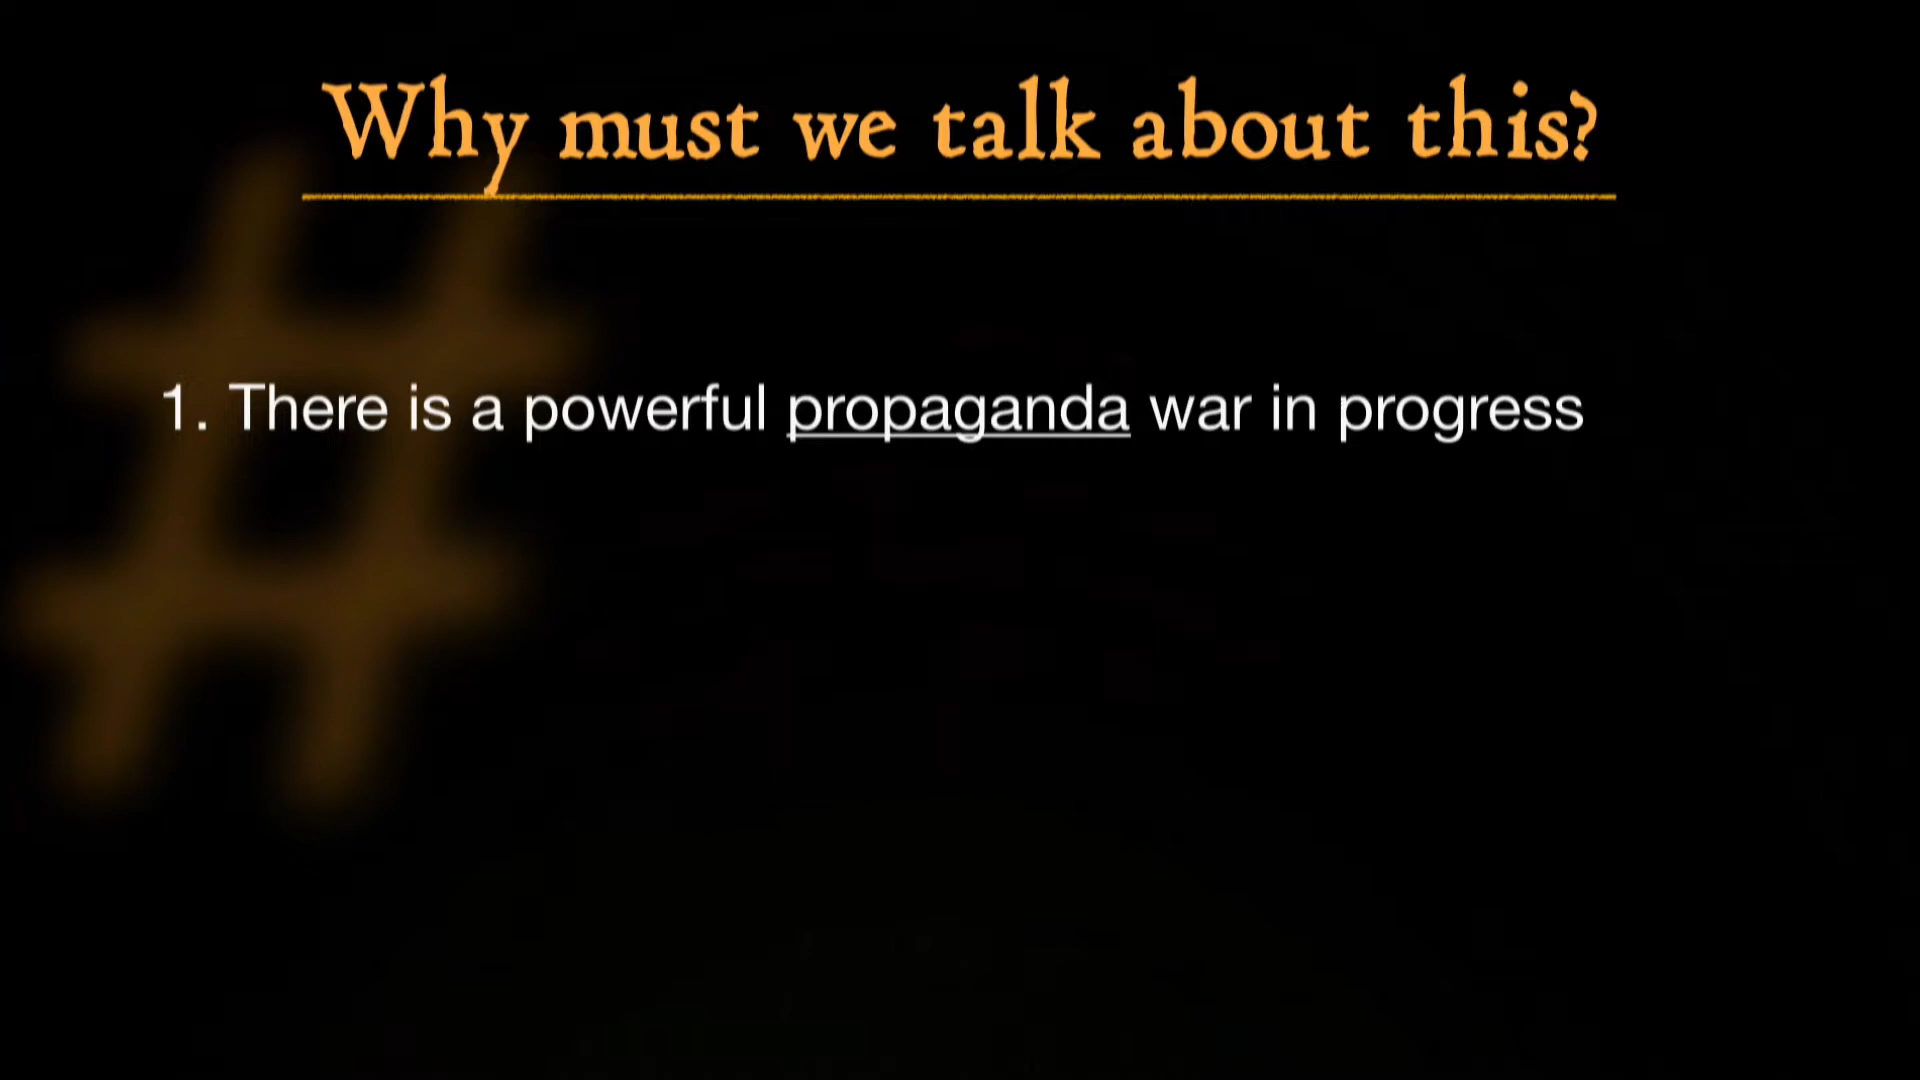 Why must we talk about this?
#
1. There is a powerful propaganda war in progress